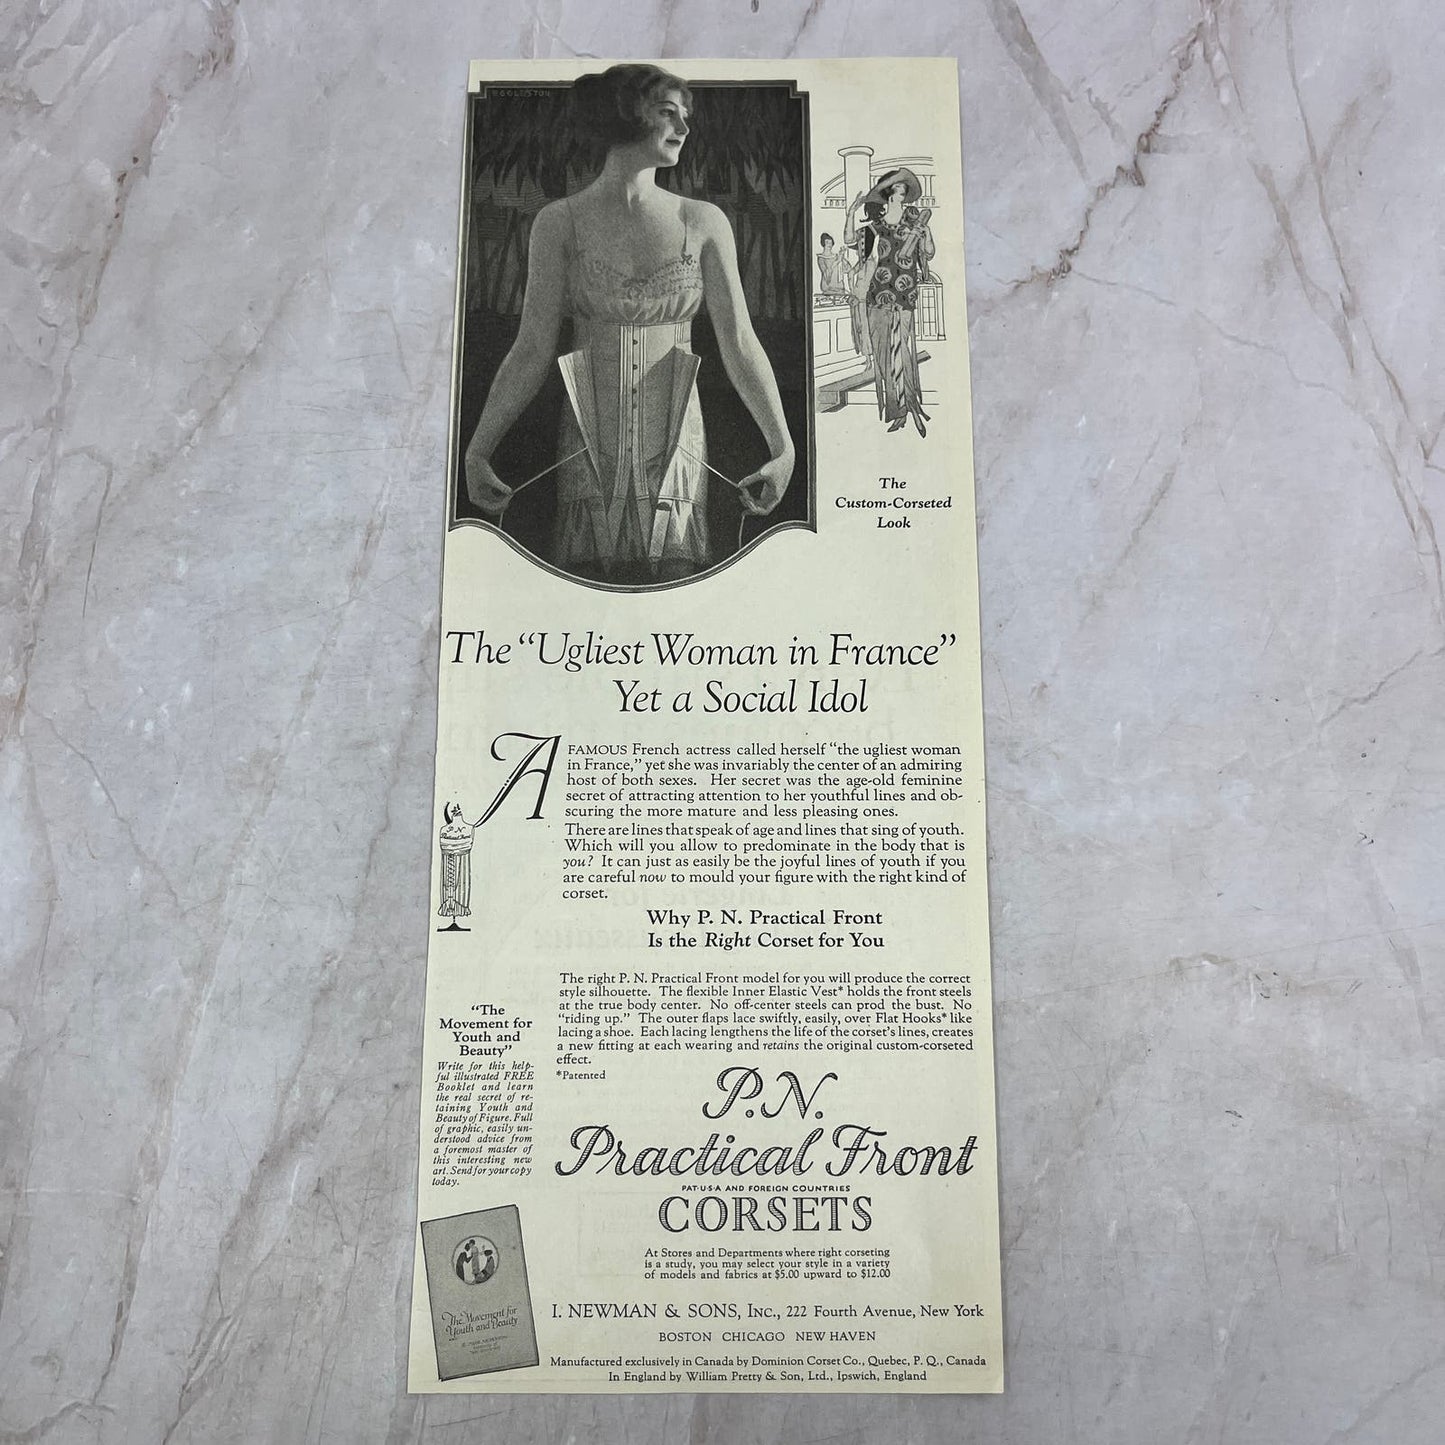 EGGLESTON
The
Custom-Corseted
Look
The "Ugliest Woman in France"
Yet a Social Idol
A FAMOUS French actress called herself "the ugliest woman
in France," yet she was invariably the center of an admiring
host of both sexes. Her secret was the age-old feminine
secret of attracting attention to her youthful lines and ob-
scuring the more mature and less pleasing ones.
There are lines that speak of age and lines that sing of youth.
Which will you allow to predominate in the body that is
you? It can just as easily be the joyful lines of youth if you
are careful now to mould your figure with the right kind of
corset.
P. N.
Practical Front
Why P. N. Practical Front
Is the Right Corset for You
The right P. N. Practical Front model for you will produce the correct
style silhouette. The flexible Inner Elastic Vest* holds the front steels
at the true body center. No off-center steels can prod the bust. No
"riding up." The outer flaps lace swiftly, easily, over Flat Hooks* like
lacing a shoe. Each lacing lengthens the life of the corset's lines, creates
a new fitting at each wearing and retains the original custom-corseted
effect.
*Patented
"The
Movement for
Youth and
Beauty"
Write for this help-
ful illustrated FREE
Booklet and learn
the real secret of re-
taining Youth and
Beauty of Figure. Full
of graphic, easily un-
derstood advice from
a foremost master of
this interesting new
art. Send for your copy
today.
The Movement for
Youth and Beauty
P. N.
Practical Front
PAT·U·S·A AND FOREIGN COUNTRIES
CORSETS
At Stores and Departments where right corseting
is a study, you may select your style in a variety
of models and fabrics at $5.00 upward to $12.00
I. NEWMAN & SONS, INC., 222 Fourth Avenue, New York
BOSTON CHICAGO NEW HAVEN
Manufactured exclusively in Canada by Dominion Corset Co., Quebec, P. Q., Canada
In England by William Pretty & Son, Ltd., Ipswich, England